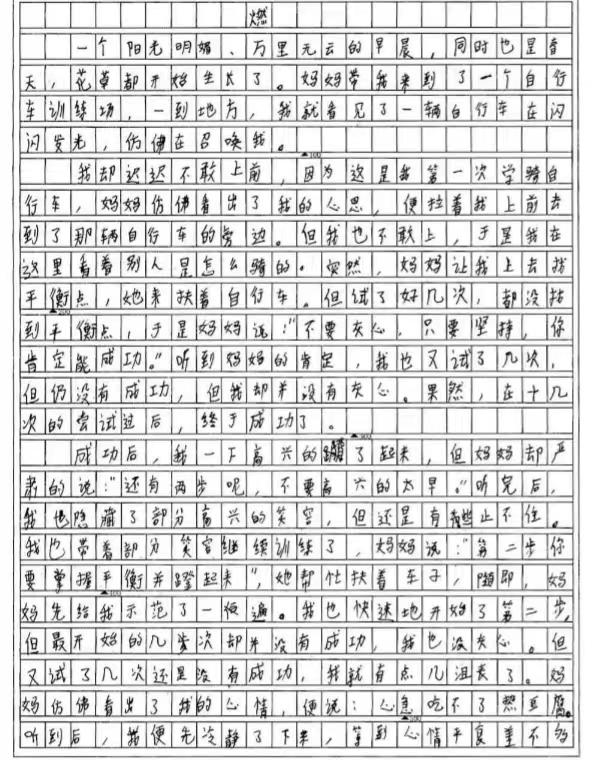 燃
一个阳光明媚、万里无云的早晨，同时也是春
天，花草都开始生长了。妈妈带我来到了一个自行
车训练场，一到地方，我就看见了一辆自行车在闪
闪发光，仿佛在召唤我。
我却迟迟不敢上前，因为这是我第一次学骑自
行车，妈妈仿佛看出了我的心思，便拉着我上前去
到了那辆自行车的旁边。但我也不敢上，于是我在
这里看着别人是怎么骑的。突然，妈妈让我上去找
平衡点，她来扶着自行车。但试了好几次，都没找
到平衡点，于是妈妈说："不要灰心，只要坚持，你
肯定能成功。"听到妈妈的肯定，我也又试了几次，
但仍没有成功，但我却并没有灰心。果然，在十几
次的尝试过后，终于成功了。
成功后，我一下高兴的蹦了起来，但妈妈却严
肃的说："还有两步呢，不要高兴的太早。"听完后，
我也隐藏了部分高兴的笑容，但还是有些止不住。
我也带着部分笑容继续训练了，妈妈说："第二步你
要掌握平衡并蹬起来"，她帮忙扶着车子，随即，妈
妈先给我示范了一遍。我也快速地开始了第二步，
但最开始的几次却并没有成功，我也没灰心。但
又试了几次还是没有成功，我就有点儿沮丧了。妈
妈仿佛看出了我的心情，便说：心急吃不了热豆腐。
听到后，我便先冷静了下来，等到心情平复差不多